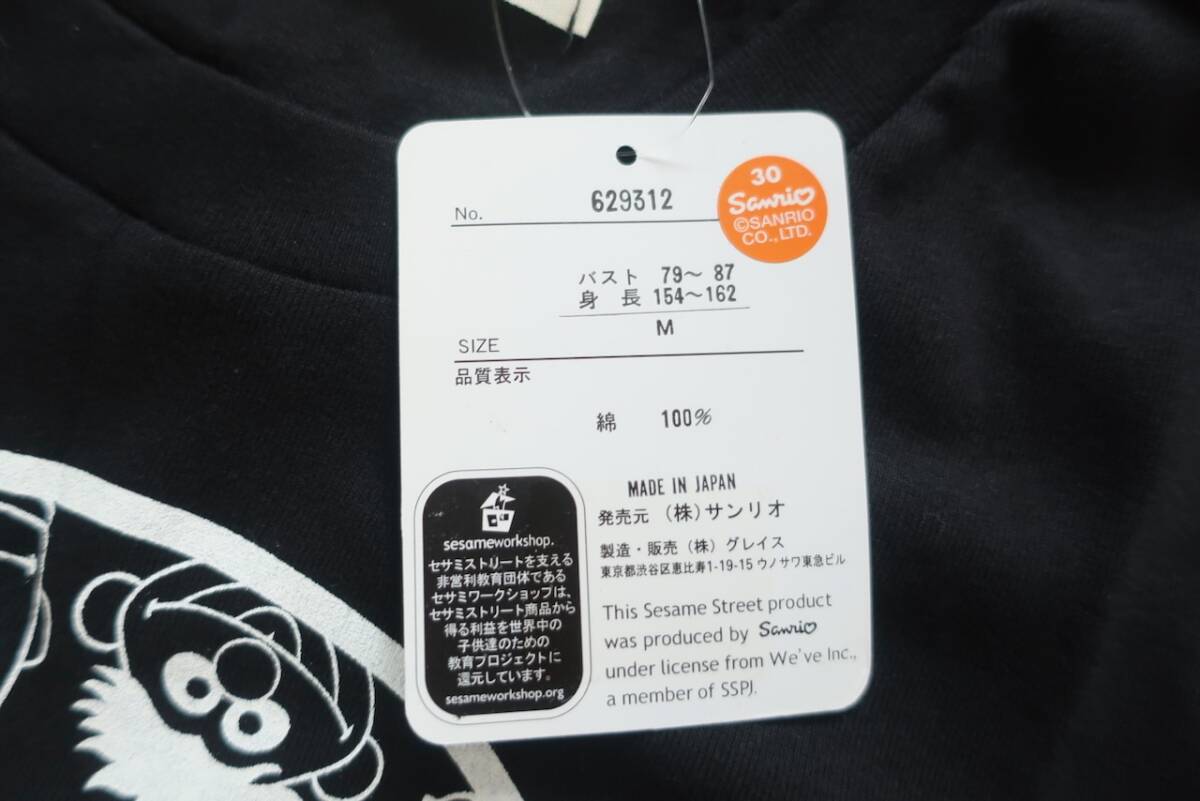 No. 629312
30
Sanrio
©SANRIO
CO.,LTD.
バスト 79〜 87
身 長 154〜162
M
SIZE
品質表示
綿 100%
MADE IN JAPAN
発売元 (株)サンリオ
製造・販売 (株) グレイス
東京都渋谷区恵比寿1-19-15 ウノサワ東急ビル
This Sesame Street product
was produced by Sanrio
under license from We've Inc.,
a member of SSPJ.
sesameworkshop.
セサミストリートを支える
非営利教育団体である
セサミワークショップは、
セサミストリート商品から
得る利益を世界中の
子供達のための
教育プロジェクトに
還元しています。
sesameworkshop.org